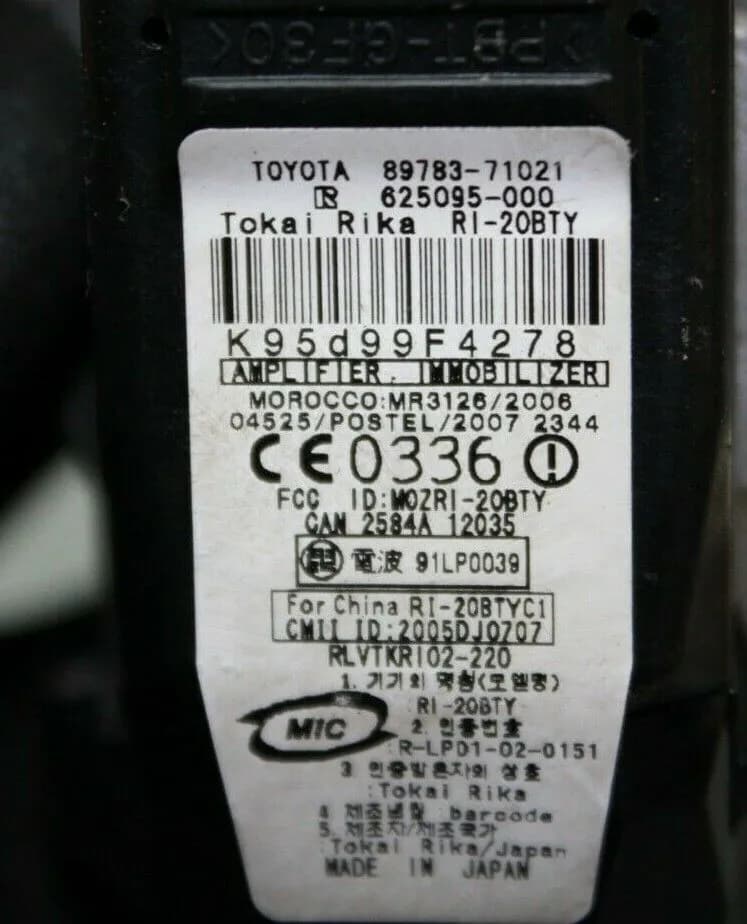 >PBT-GF30<
TOYOTA 89783-71021
R 625095-000
Tokai Rika RI-20BTY
K95d99F4278
AMPLIFIER, IMMOBILIZER
MOROCCO:MR3126/2006
04525/POSTEL/2007 2344
CE0336
FCC ID:MOZRI-20BTY
CAN 2584A 12035
電波 91LP0039
For China RI-20BTYC1
CMII ID:2005DJ0707
RLVTKRI02-220
1. 기기의 명칭(모델명)
:RI-20BTY
MIC
2. 인증번호
:R-LPD1-02-0151
3 인증받은자의 상호
:Tokai Rika
4 제조년월 :barcode
5. 제조자/제조국가
:Tokai Rika/Japan
MADE IN JAPAN